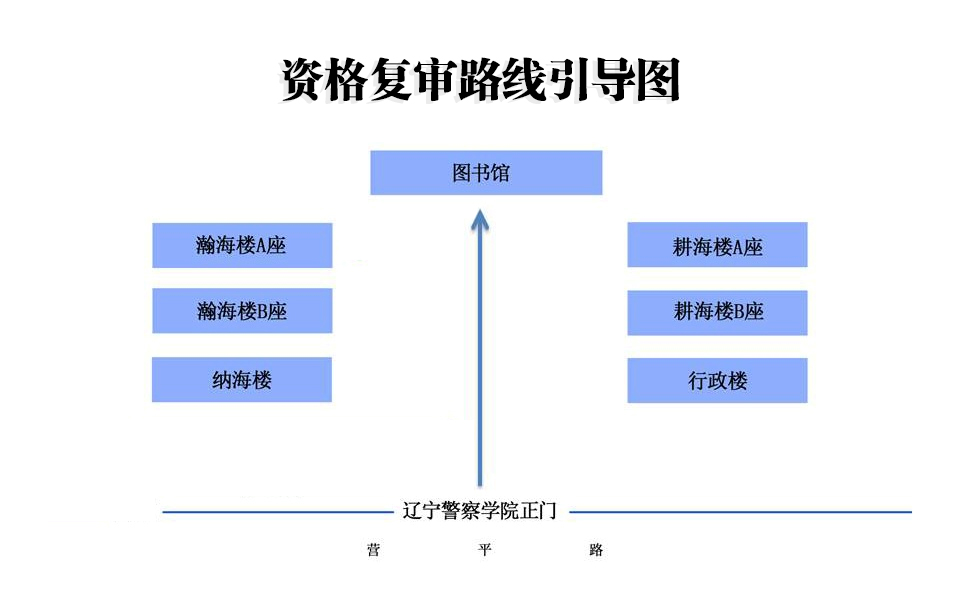 资格复审路线引导图
图书馆
瀚海楼A座
耕海楼A座
瀚海楼B座
耕海楼B座
纳海楼
行政楼
辽宁警察学院正门
营 平 路